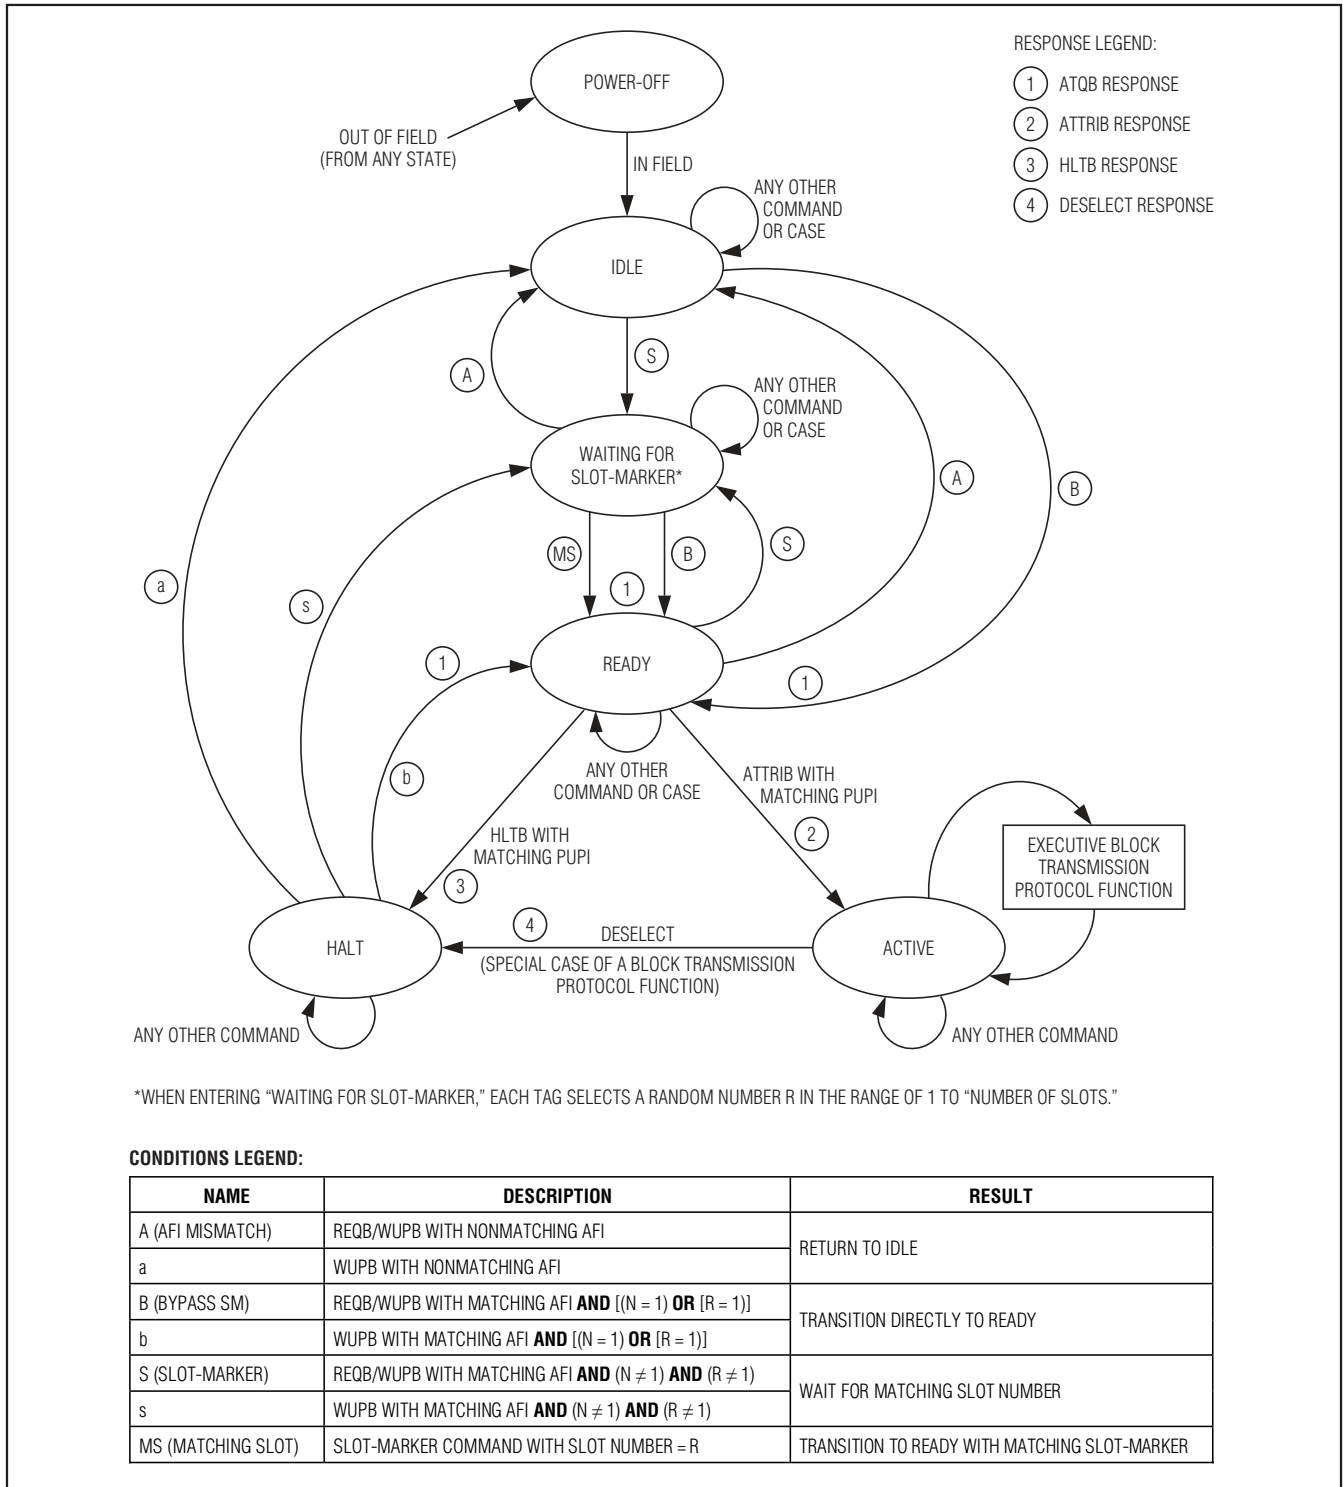 POWER-OFF
RESPONSE LEGEND:
1 ATQB RESPONSE
2 ATTRIB RESPONSE
3 HLTB RESPONSE
4 DESELECT RESPONSE
OUT OF FIELD
(FROM ANY STATE)
IN FIELD
ANY OTHER
COMMAND
OR CASE
IDLE
A
S
ANY OTHER
COMMAND
OR CASE
WAITING FOR
SLOT-MARKER*
A
B
MS
B
S
a
s
1
READY
1
1
b
ANY OTHER
COMMAND OR CASE
ATTRIB WITH
MATCHING PUPI
2
HLTB WITH
MATCHING PUPI
3
EXECUTIVE BLOCK
TRANSMISSION
PROTOCOL FUNCTION
HALT
4
DESELECT
(SPECIAL CASE OF A BLOCK TRANSMISSION
PROTOCOL FUNCTION)
ACTIVE
ANY OTHER COMMAND
ANY OTHER COMMAND
*WHEN ENTERING “WAITING FOR SLOT-MARKER,” EACH TAG SELECTS A RANDOM NUMBER R IN THE RANGE OF 1 TO “NUMBER OF SLOTS.”
CONDITIONS LEGEND:
NAME DESCRIPTION RESULT
A (AFI MISMATCH) REQB/WUPB WITH NONMATCHING AFI RETURN TO IDLE
a WUPB WITH NONMATCHING AFI
B (BYPASS SM) REQB/WUPB WITH MATCHING AFI AND [(N = 1) OR [R = 1)] TRANSITION DIRECTLY TO READY
b WUPB WITH MATCHING AFI AND [(N = 1) OR [R = 1)]
S (SLOT-MARKER) REQB/WUPB WITH MATCHING AFI AND (N ≠ 1) AND (R ≠ 1) WAIT FOR MATCHING SLOT NUMBER
s WUPB WITH MATCHING AFI AND (N ≠ 1) AND (R ≠ 1)
MS (MATCHING SLOT) SLOT-MARKER COMMAND WITH SLOT NUMBER = R TRANSITION TO READY WITH MATCHING SLOT-MARKER